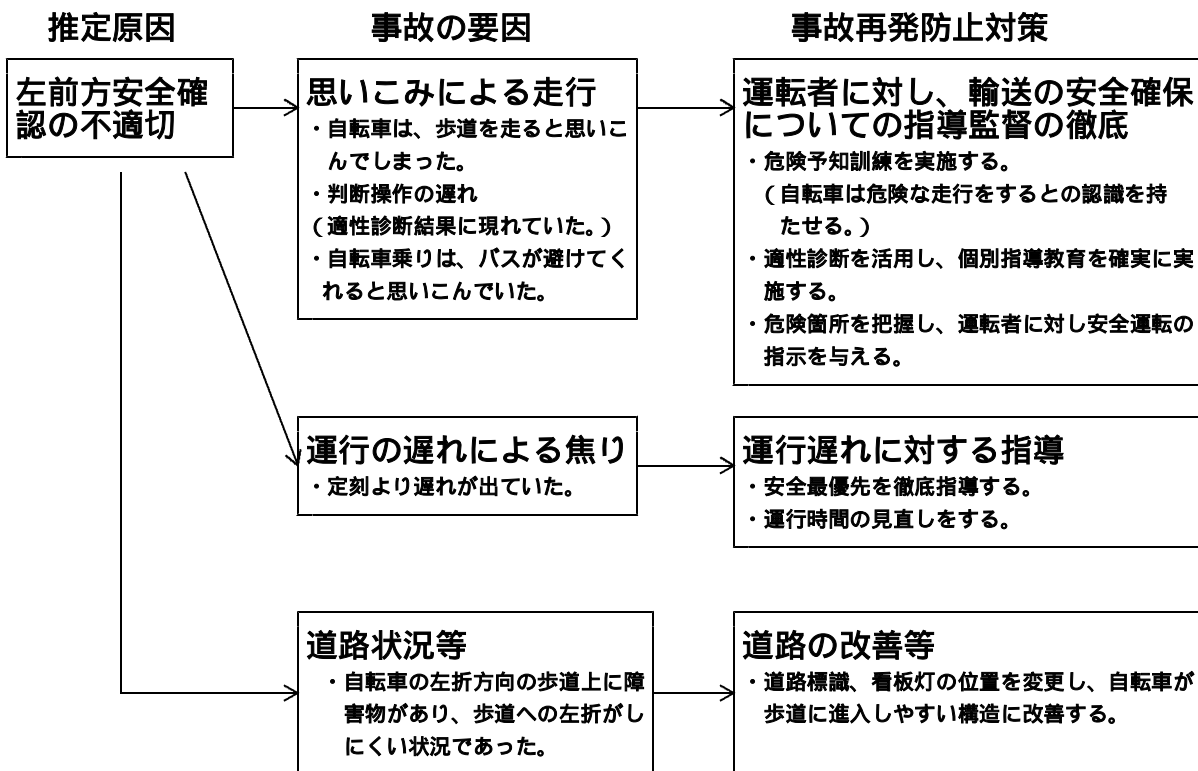 推定原因
事故の要因
事故再発防止対策
左前方安全確
認の不適切
思いこみによる走行
・自転車は、歩道を走ると思いこ
んでしまった。
・判断操作の遅れ
(適性診断結果に現れていた。)
・自転車乗りは、バスが避けてく
れると思いこんでいた。
運転者に対し、輸送の安全確保
についての指導監督の徹底
・危険予知訓練を実施する。
(自転車は危険な走行をするとの認識を持
たせる。)
・適性診断を活用し、個別指導教育を確実に実
施する。
・危険箇所を把握し、運転者に対し安全運転の
指示を与える。
運行の遅れによる焦り
・定刻より遅れが出ていた。
運行遅れに対する指導
・安全最優先を徹底指導する。
・運行時間の見直しをする。
道路状況等
・自転車の左折方向の歩道上に障
害物があり、歩道への左折がし
にくい状況であった。
道路の改善等
・道路標識、看板灯の位置を変更し、自転車が
歩道に進入しやすい構造に改善する。